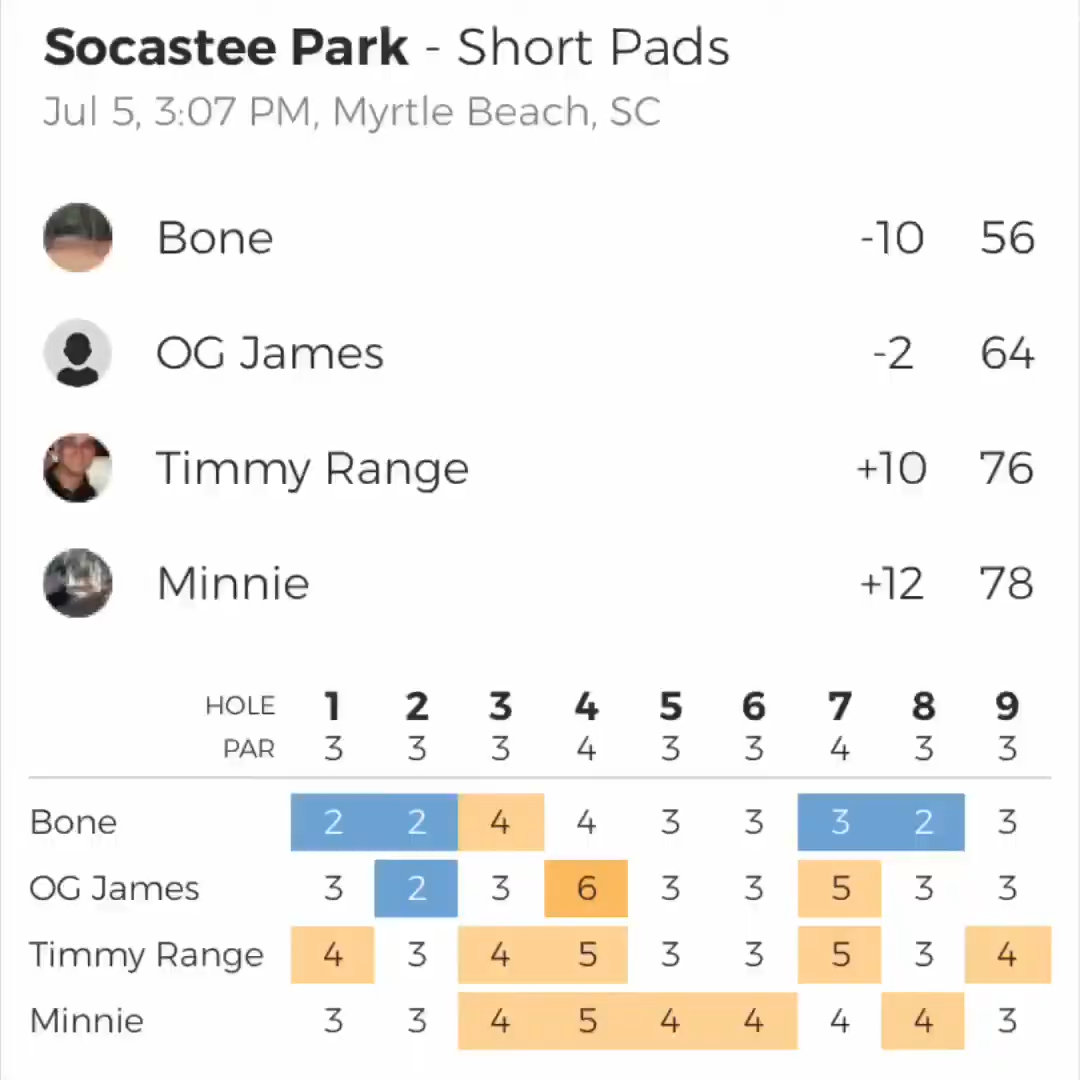 Socastee Park - Short Pads
Jul 5, 3:07 PM, Myrtle Beach, SC
Bone -10 56
OG James -2 64
Timmy Range +10 76
Minnie +12 78
HOLE 1 2 3 4 5 6 7 8 9
PAR 3 3 3 4 3 3 4 3 3
Bone 2 2 4 4 3 3 3 2 3
OG James 3 2 3 6 3 3 5 3 3
Timmy Range 4 3 4 5 3 3 5 3 4
Minnie 3 3 4 5 4 4 4 4 3